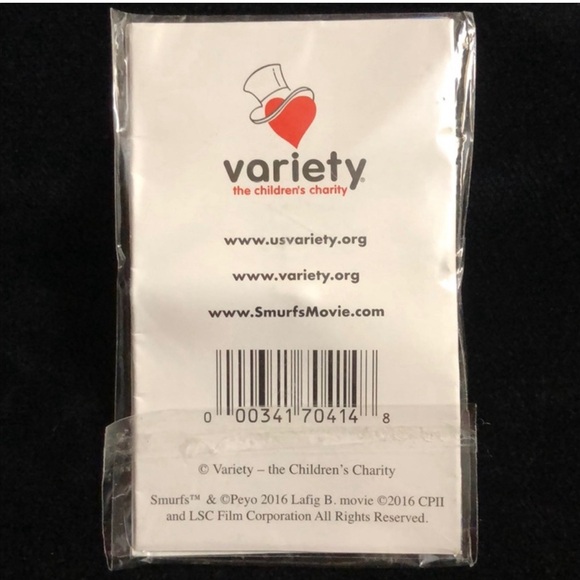 variety®
the children's charity
www.usvariety.org
www.variety.org
www.SmurfsMovie.com
0 00341 70414 8
© Variety – the Children's Charity
Smurfs™ & ©Peyo 2016 Lafig B. movie ©2016 CPII
and LSC Film Corporation All Rights Reserved.